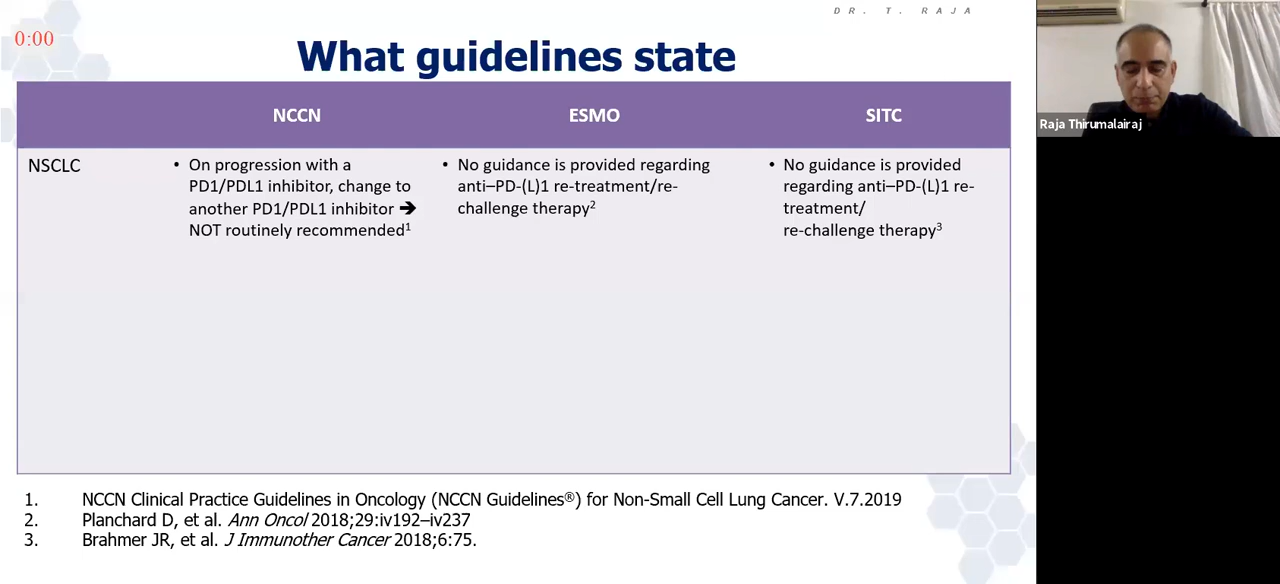 DR. T. RAJA
0:00
What guidelines state
NCCN
ESMO
SITC
NSCLC
• On progression with a
PD1/PDL1 inhibitor, change to
another PD1/PDL1 inhibitor ➔
NOT routinely recommended¹
• No guidance is provided regarding
anti–PD-(L)1 re-treatment/re-
challenge therapy²
• No guidance is provided
regarding anti–PD-(L)1 re-
treatment/
re-challenge therapy³
1. NCCN Clinical Practice Guidelines in Oncology (NCCN Guidelines®) for Non-Small Cell Lung Cancer. V.7.2019
2. Planchard D, et al. Ann Oncol 2018;29:iv192–iv237
3. Brahmer JR, et al. J Immunother Cancer 2018;6:75.
Raja Thirumalairaj